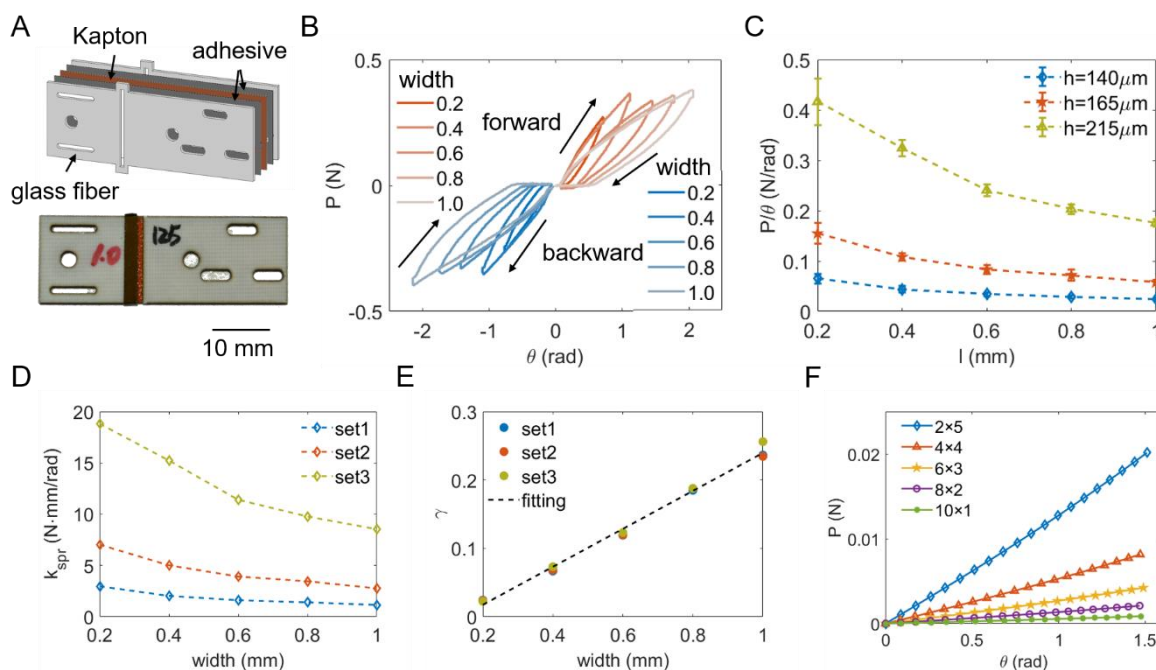 A
Kapton
adhesive
glass fiber
1.0
125
10 mm
B
P (N)
0.5
0
-0.5
width
0.2
0.4
0.6
0.8
1.0
forward
backward
width
0.2
0.4
0.6
0.8
1.0
-2
-1
0
1
2
θ (rad)
C
P/θ (N/rad)
0.5
0.4
0.3
0.2
0.1
0
h=140μm
h=165μm
h=215μm
0.2
0.4
0.6
0.8
1
l (mm)
D
k_spr (N·mm/rad)
20
15
10
5
0
set1
set2
set3
0.2
0.4
0.6
0.8
1
width (mm)
E
γ
0.3
0.2
0.1
0
set1
set2
set3
fitting
0.2
0.4
0.6
0.8
1
width (mm)
F
P (N)
0.02
0.01
0
2×5
4×4
6×3
8×2
10×1
0
0.5
1
1.5
θ (rad)